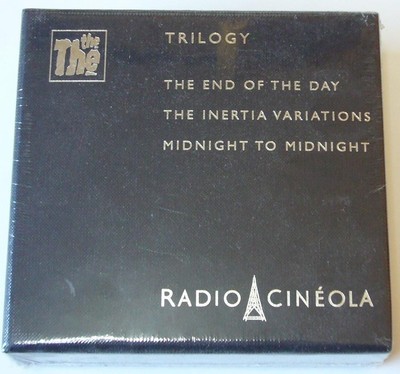 the
The
TRILOGY
THE END OF THE DAY
THE INERTIA VARIATIONS
MIDNIGHT TO MIDNIGHT
RADIO CINÉOLA